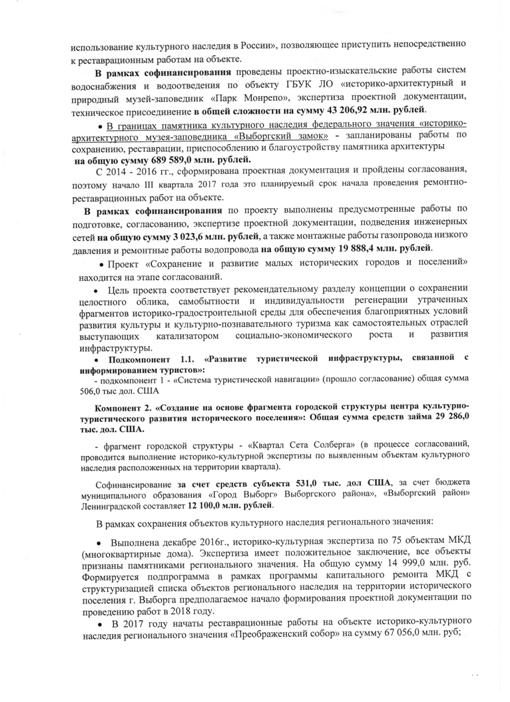 использование культурного наследия в России», позволяющее приступить непосредственно
к реставрационным работам на объекте.
В рамках софинансирования проведены проектно-изыскательские работы систем
водоснабжения и водоотведения по объекту ГБУК ЛО «историко-архитектурный и
природный музей-заповедник «Парк Монрепо», экспертиза проектной документации,
техническое присоединение в общей сложности на сумму 43 206,92 млн. рублей.
• В границах памятника культурного наследия федерального значения «историко-
архитектурного музея-заповедника «Выборгский замок» - запланированы работы по
сохранению, реставрации, приспособлению и благоустройству памятника архитектуры
на общую сумму 689 589,0 млн. рублей.
С 2014 - 2016 гг., сформирована проектная документация и пройдены согласования,
поэтому начало III квартала 2017 года это планируемый срок начала проведения ремонтно-
реставрационных работ на объекте.
В рамках софинансирования по проекту выполнены предусмотренные работы по
подготовке, согласованию, экспертизе проектной документации, подведения инженерных
сетей на общую сумму 3 023,6 млн. рублей, а также монтажные работы газопровода низкого
давления и ремонтные работы водопровода на общую сумму 19 888,4 млн. рублей.
• Проект «Сохранение и развитие малых исторических городов и поселений»
находится на этапе согласований.
• Цель проекта соответствует рекомендательному разделу концепции о сохранении
целостного облика, самобытности и индивидуальности регенерации утраченных
фрагментов историко-градостроительной среды для обеспечения благоприятных условий
развития культуры и культурно-познавательного туризма как самостоятельных отраслей
выступающих катализатором социально-экономического роста и развития
инфраструктуры.
• Подкомпонент 1.1. «Развитие туристической инфраструктуры, связанной с
информированием туристов»:
- подкомпонент 1 - «Система туристической навигации» (прошло согласование) общая сумма
506,0 тыс дол. США
Компонент 2. «Создание на основе фрагмента городской структуры центра культурно-
туристического развития исторического поселения»: Общая сумма средств займа 29 286,0
тыс. дол. США.
- фрагмент городской структуры - «Квартал Сета Солберга» (в процессе согласований,
проводится выполнение историко-культурной экспертизы по выявленным объектам культурного
наследия расположенных на территории квартала).
Софинансирование за счет средств субъекта 531,0 тыс. дол США, за счет бюджета
муниципального образования «Город Выборг» Выборгского района», «Выборгский район»
Ленинградской составляет 12 100,0 млн. рублей.
В рамках сохранения объектов культурного наследия регионального значения:
• Выполнена декабре 2016г., историко-культурная экспертиза по 75 объектам МКД
(многоквартирные дома). Экспертиза имеет положительное заключение, все объекты
признаны памятниками регионального значения. На общую сумму 14 999,0 млн. руб.
Формируется подпрограмма в рамках программы капитального ремонта МКД с
структуризацией списка объектов регионального наследия на территории исторического
поселения г. Выборга предполагаемое начало формирования проектной документации по
проведению работ в 2018 году.
• В 2017 году начаты реставрационные работы на объекте историко-культурного
наследия регионального значения «Преображенский собор» на сумму 67 056,0 млн. руб;